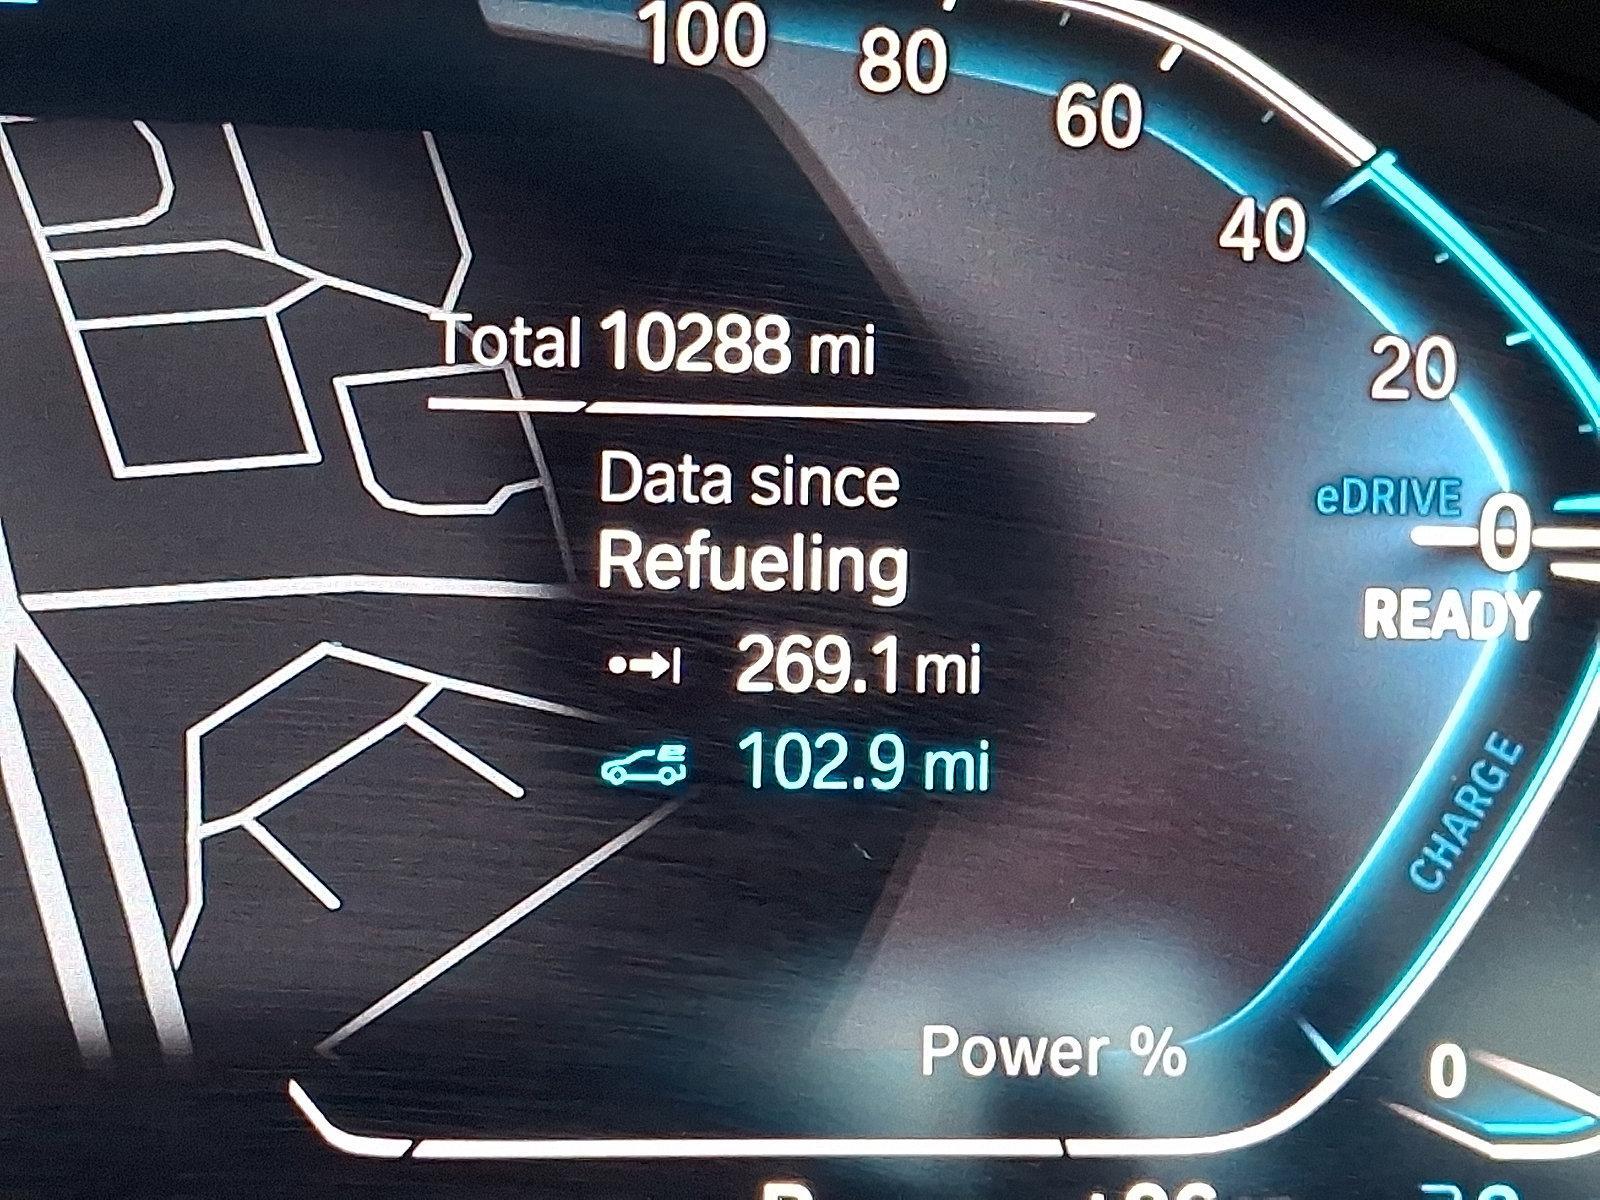 100
80
60
40
Total 10288 mi
20
Data since
eDRIVE 0
Refueling
READY
269.1 mi
102.9 mi
CHARGE
Power %
0